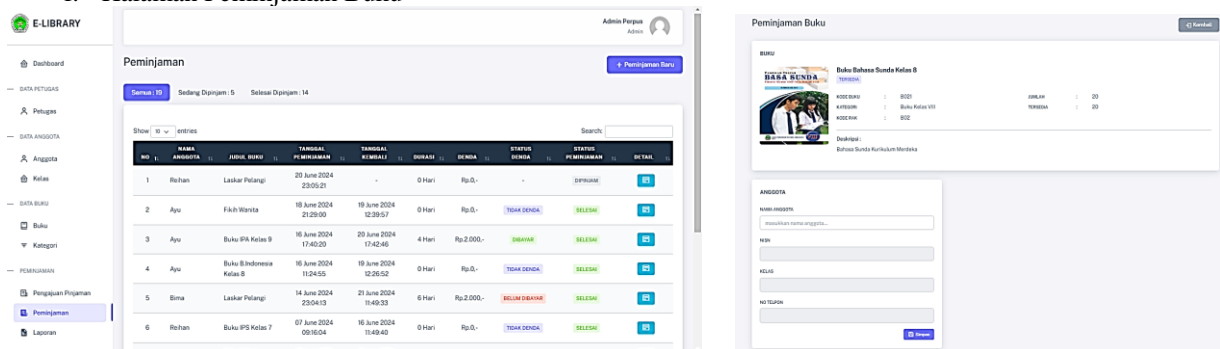 E-LIBRARY
Dashboard
DATA PETUGAS
Petugas
DATA ANGGOTA
Anggota
Kelas
DATA BUKU
Buku
Kategori
PEMINJAMAN
Pengajuan Pinjaman
Peminjaman
Laporan
Admin Perpus
Admin
Peminjaman
+ Peminjaman Baru
Semua : 19 Sedang Dipinjam : 5 Selesai Dipinjam : 14
Show 10 entries Search:
NO NAMA ANGGOTA JUDUL BUKU TANGGAL PEMINJAMAN TANGGAL KEMBALI DURASI DENDA STATUS DENDA STATUS PEMINJAMAN DETAIL
1 Reihan Laskar Pelangi 20 June 2024 23:05:21 - 0 Hari Rp.0,- - DIPINJAM
2 Ayu Fikih Wanita 18 June 2024 21:29:00 19 June 2024 12:39:57 0 Hari Rp.0,- TIDAK DENDA SELESAI
3 Ayu Buku IPA Kelas 9 16 June 2024 17:40:20 20 June 2024 17:42:46 4 Hari Rp.2.000,- DIBAYAR SELESAI
4 Ayu Buku B.Indonesia Kelas 8 16 June 2024 11:24:55 19 June 2024 12:26:52 0 Hari Rp.0,- TIDAK DENDA SELESAI
5 Bima Laskar Pelangi 14 June 2024 23:04:13 21 June 2024 11:49:33 6 Hari Rp.2.000,- BELUM DIBAYAR SELESAI
6 Reihan Buku IPS Kelas 7 07 June 2024 09:16:04 16 June 2024 11:49:40 0 Hari Rp.0,- TIDAK DENDA SELESAI
Peminjaman Buku
Kembali
BUKU
BASA SUNDA
Buku Bahasa Sunda Kelas 8
TERSEDIA
KODE BUKU : B021 JUMLAH : 20
KATEGORI : Buku Kelas VIII TERSEDIA : 20
KODE RAK : B02
Deskripsi :
Bahasa Sunda Kurikulum Merdeka
ANGGOTA
NAMA ANGGOTA
masukkan nama anggota...
NISN
KELAS
NO TELPON
Simpan